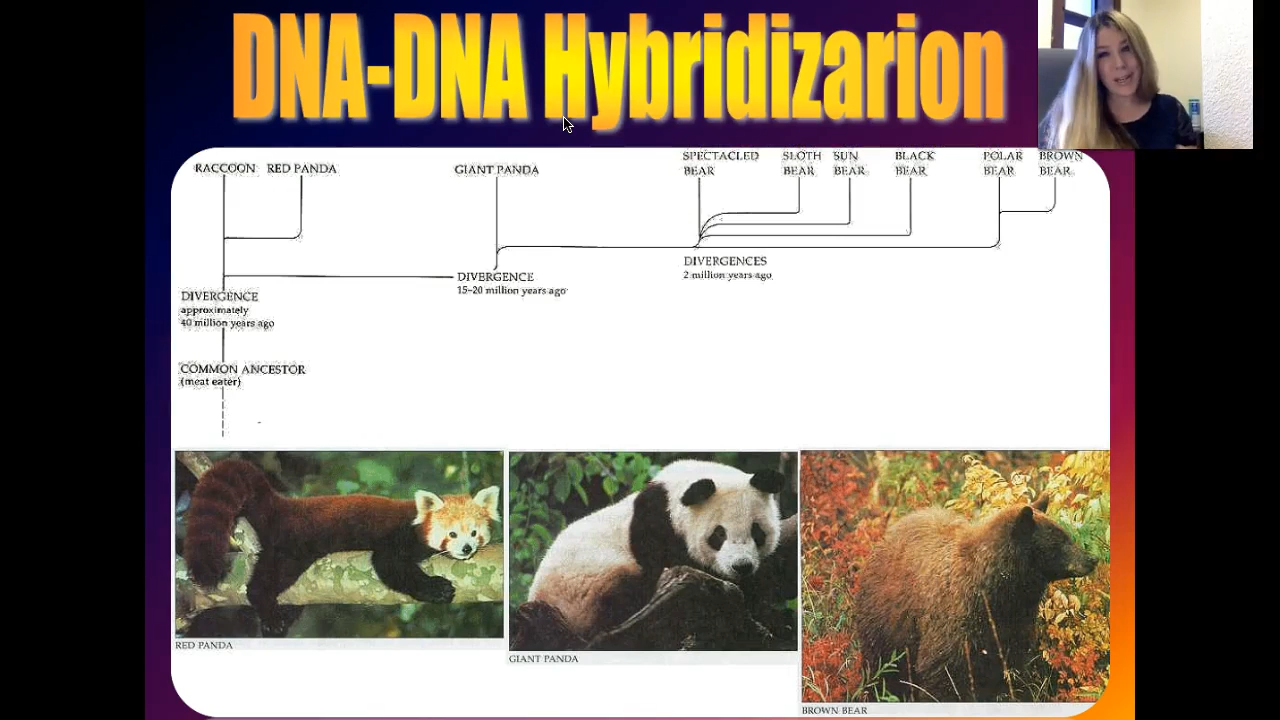 DNA-DNA Hybridizarion
RACCOON RED PANDA
GIANT PANDA
SPECTACLED BEAR
SLOTH BEAR
SUN BEAR
BLACK BEAR
POLAR BEAR
BROWN BEAR
DIVERGENCES
2 million years ago
DIVERGENCE
15-20 million years ago
DIVERGENCE
approximately
40 million years ago
COMMON ANCESTOR
(meat eater)
RED PANDA
GIANT PANDA
BROWN BEAR